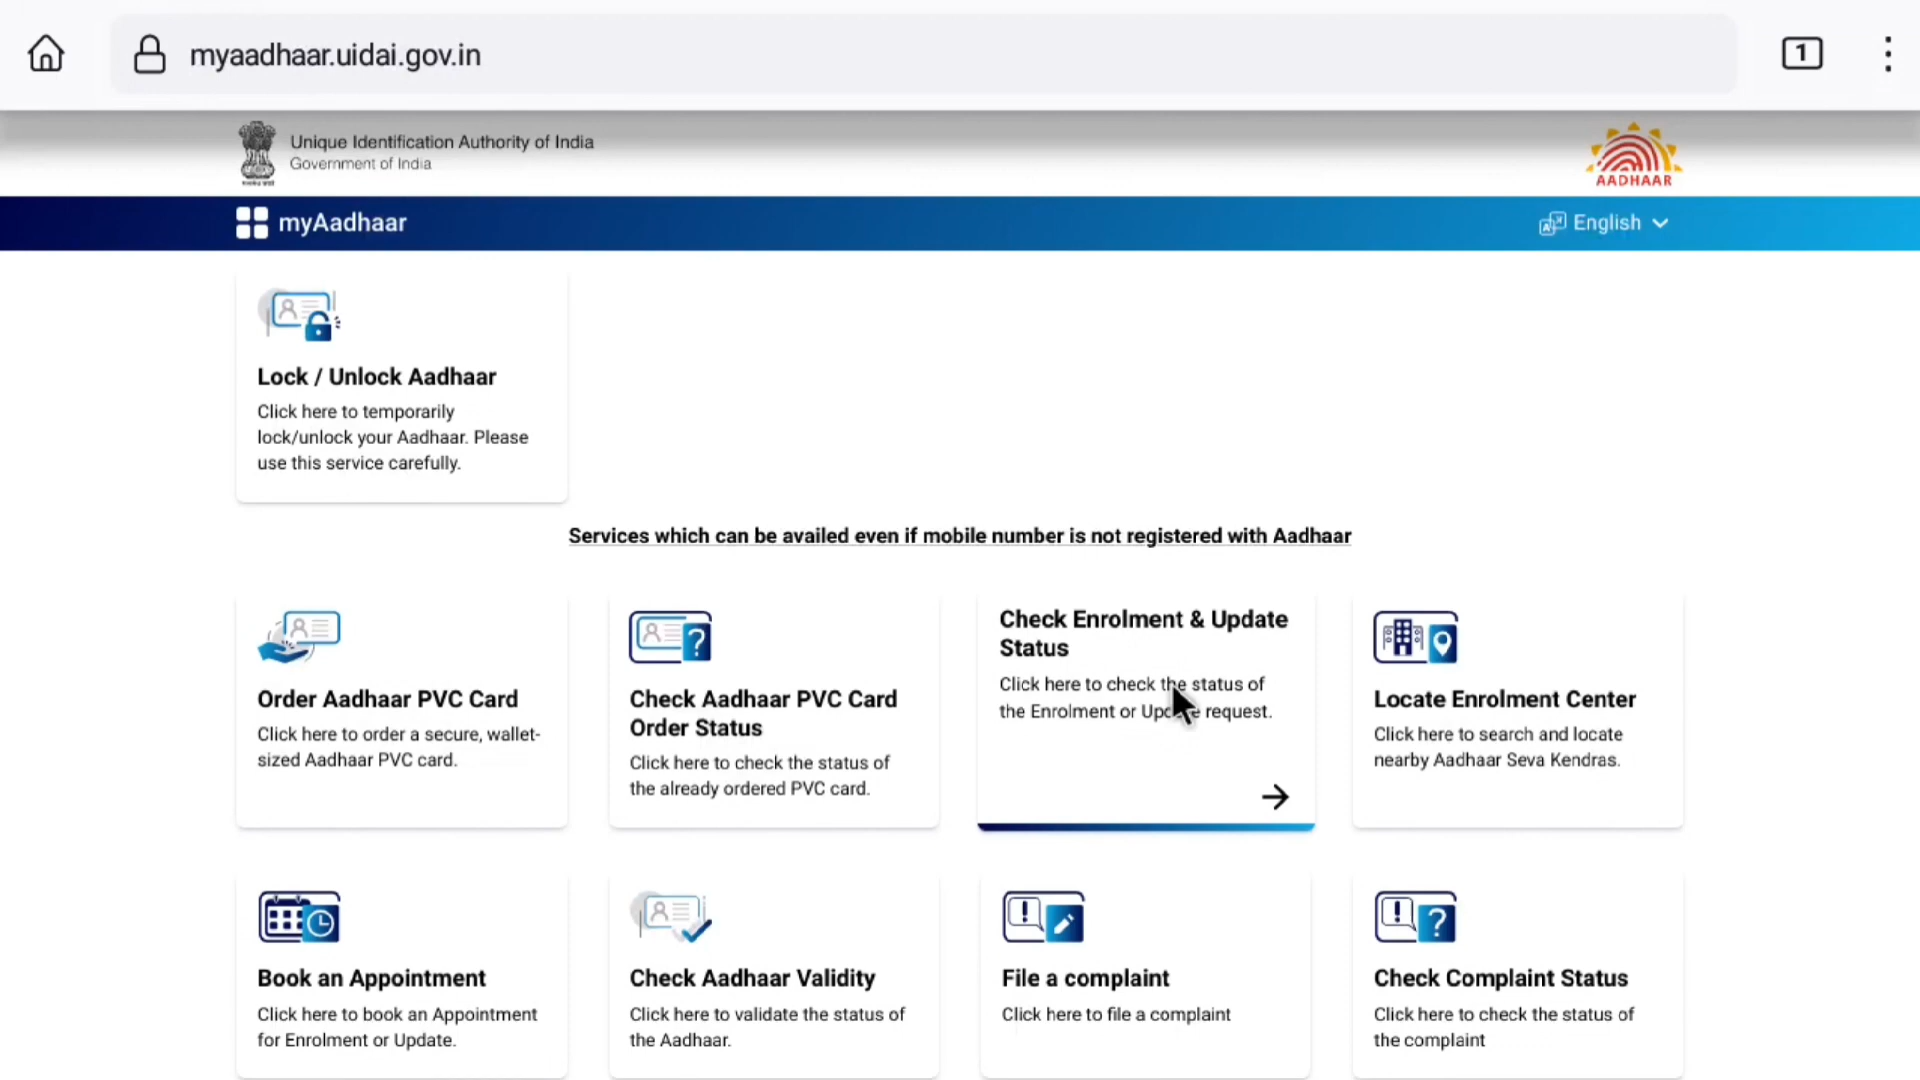 myaadhaar.uidai.gov.in
1
Unique Identification Authority of India
Government of India
AADHAAR
myAadhaar
English
Lock / Unlock Aadhaar
Click here to temporarily
lock/unlock your Aadhaar. Please
use this service carefully.
Services which can be availed even if mobile number is not registered with Aadhaar
Order Aadhaar PVC Card
Click here to order a secure, wallet-
sized Aadhaar PVC card.
Check Aadhaar PVC Card
Order Status
Click here to check the status of
the already ordered PVC card.
Check Enrolment & Update
Status
Click here to check the status of
the Enrolment or Update request.
Locate Enrolment Center
Click here to search and locate
nearby Aadhaar Seva Kendras.
Book an Appointment
Click here to book an Appointment
for Enrolment or Update.
Check Aadhaar Validity
Click here to validate the status of
the Aadhaar.
File a complaint
Click here to file a complaint
Check Complaint Status
Click here to check the status of
the complaint